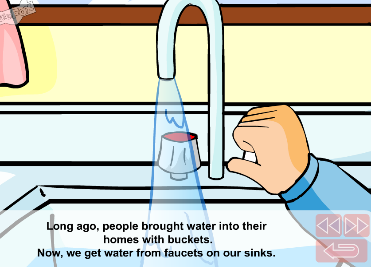 Long ago, people brought water into their
homes with buckets.
Now, we get water from faucets on our sinks.